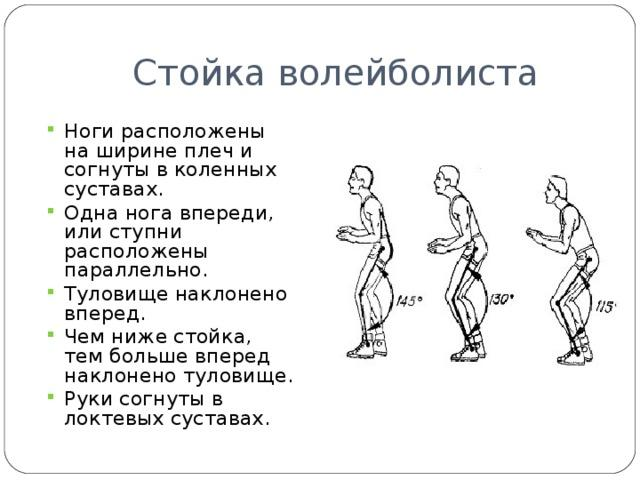 Стойка волейболиста
Ноги расположены
на ширине плеч и
согнуты в коленных
суставах.
Одна нога впереди,
или ступни
расположены
параллельно.
Туловище наклонено
вперед.
Чем ниже стойка,
тем больше вперед
наклонено туловище.
Руки согнуты в
локтевых суставах.
145° 130° 115°